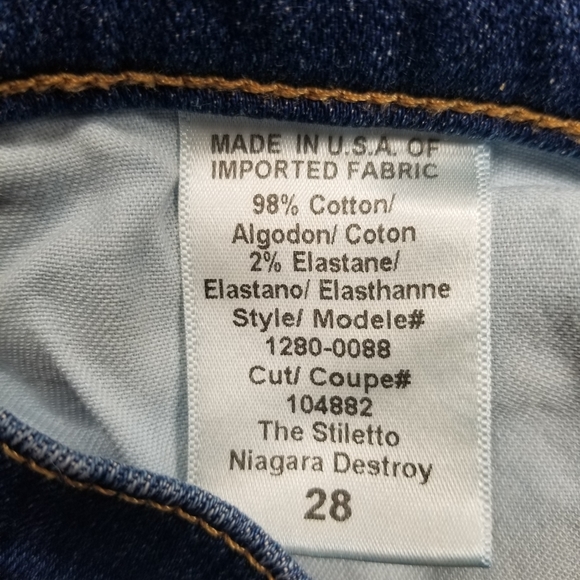 MADE IN U.S.A. OF
IMPORTED FABRIC
98% Cotton/
Algodon/ Coton
2% Elastane/
Elastano/ Elasthanne
Style/ Modele#
1280-0088
Cut/ Coupe#
104882
The Stiletto
Niagara Destroy
28